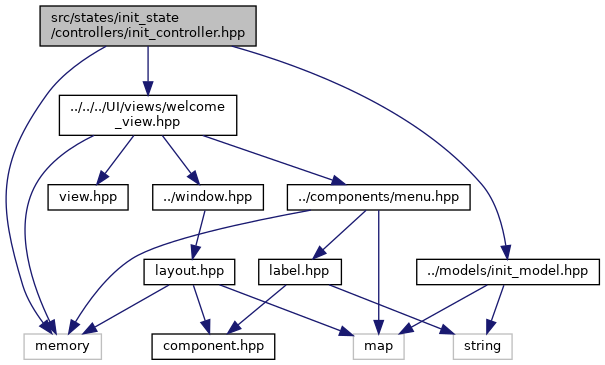 src/states/init_state
/controllers/init_controller.hpp
../../../UI/views/welcome
_view.hpp
view.hpp
../window.hpp
../components/menu.hpp
layout.hpp
label.hpp
../models/init_model.hpp
memory
component.hpp
map
string